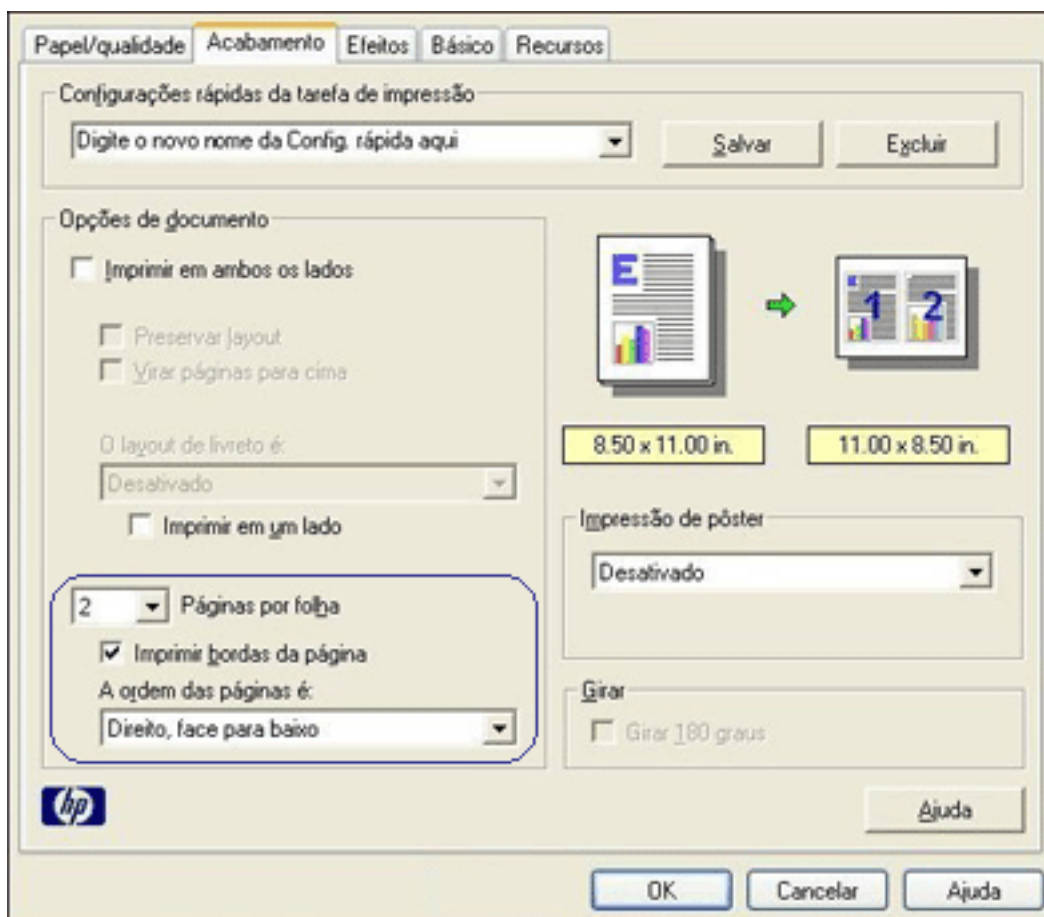 Papel/qualidade Acabamento Efeitos Básico Recursos
Configurações rápidas da tarefa de impressão
Digite o novo nome da Config. rápida aqui Salvar Excluir
Opções de documento
Imprimir em ambos os lados
Preservar layout
Virar páginas para cima
O layout de livreto é:
Desativado
Imprimir em um lado
2 Páginas por folha
Imprimir bordas da página
A ordem das páginas é:
Direito, face para baixo
E
1 2
8.50 x 11.00 in. 11.00 x 8.50 in.
Impressão de pôster
Desativado
Girar
Girar 180 graus
hp
Ajuda
OK Cancelar Ajuda